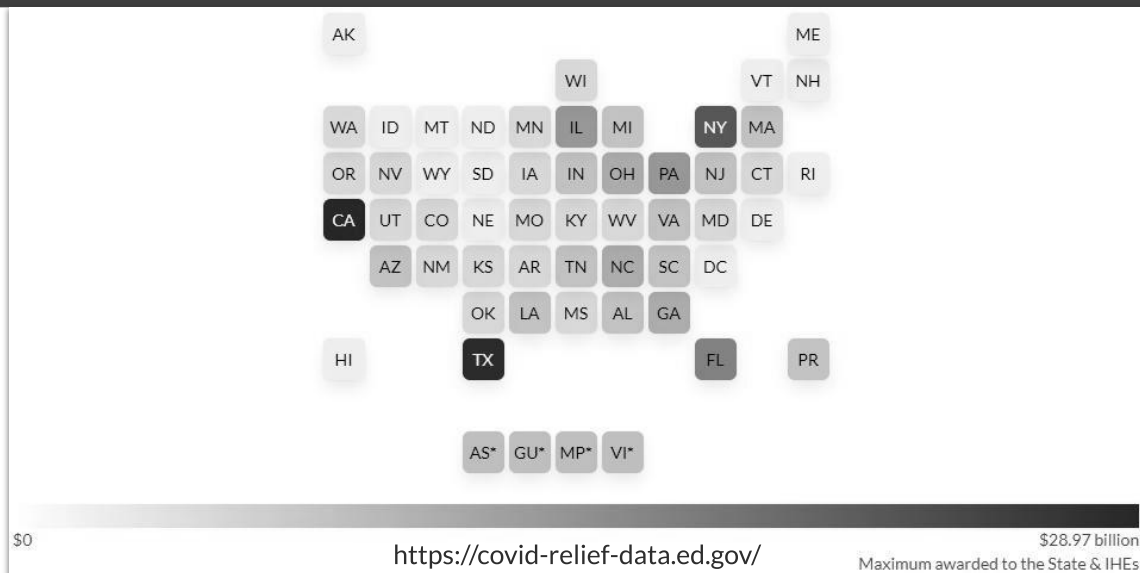 AK ME
WI VT NH
WA ID MT ND MN IL MI NY MA
OR NV WY SD IA IN OH PA NJ CT RI
CA UT CO NE MO KY WV VA MD DE
AZ NM KS AR TN NC SC DC
OK LA MS AL GA
HI TX FL PR
AS* GU* MP* VI*
$0 $28.97 billion
https://covid-relief-data.ed.gov/
Maximum awarded to the State & IHEs